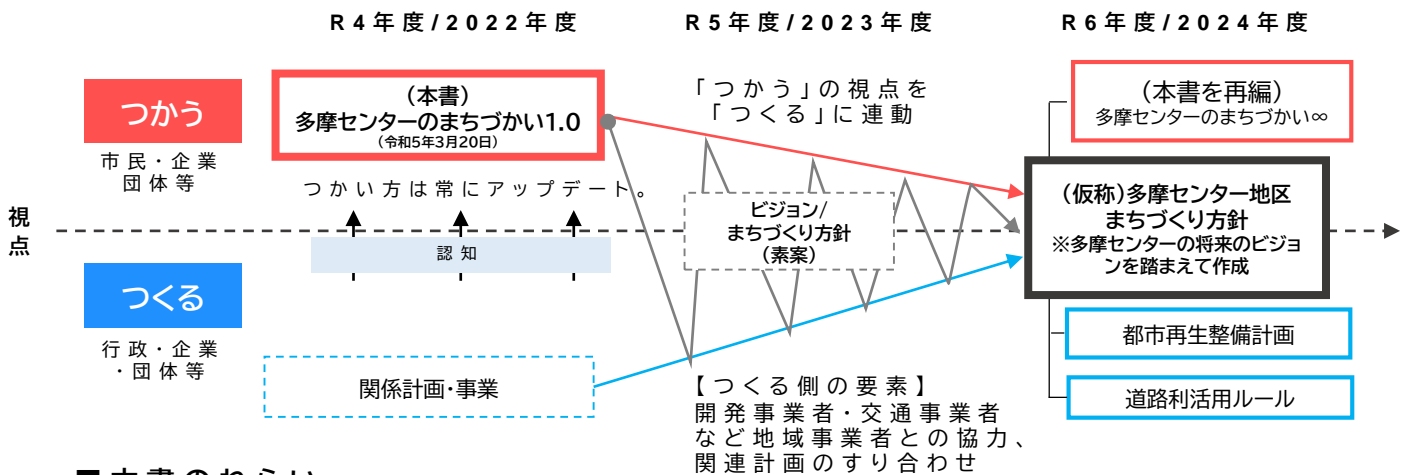 R4年度/2022年度
R5年度/2023年度
R6年度/2024年度
視点
つかう
市民・企業
団体等
(本書)
多摩センターのまちづかい1.0
(令和5年3月20日)
つかい方は常にアップデート。
認知
つくる
行政・企業
・団体等
関係計画・事業
「つかう」の視点を
「つくる」に連動
ビジョン/
まちづくり方針
(素案)
【つくる側の要素】
開発事業者・交通事業者
など地域事業者との協力、
関連計画のすり合わせ
(本書を再編)
多摩センターのまちづかい∞
(仮称)多摩センター地区
まちづくり方針
※多摩センターの将来のビジョ
ンを踏まえて作成
都市再生整備計画
道路利活用ルール
■本書のねらい